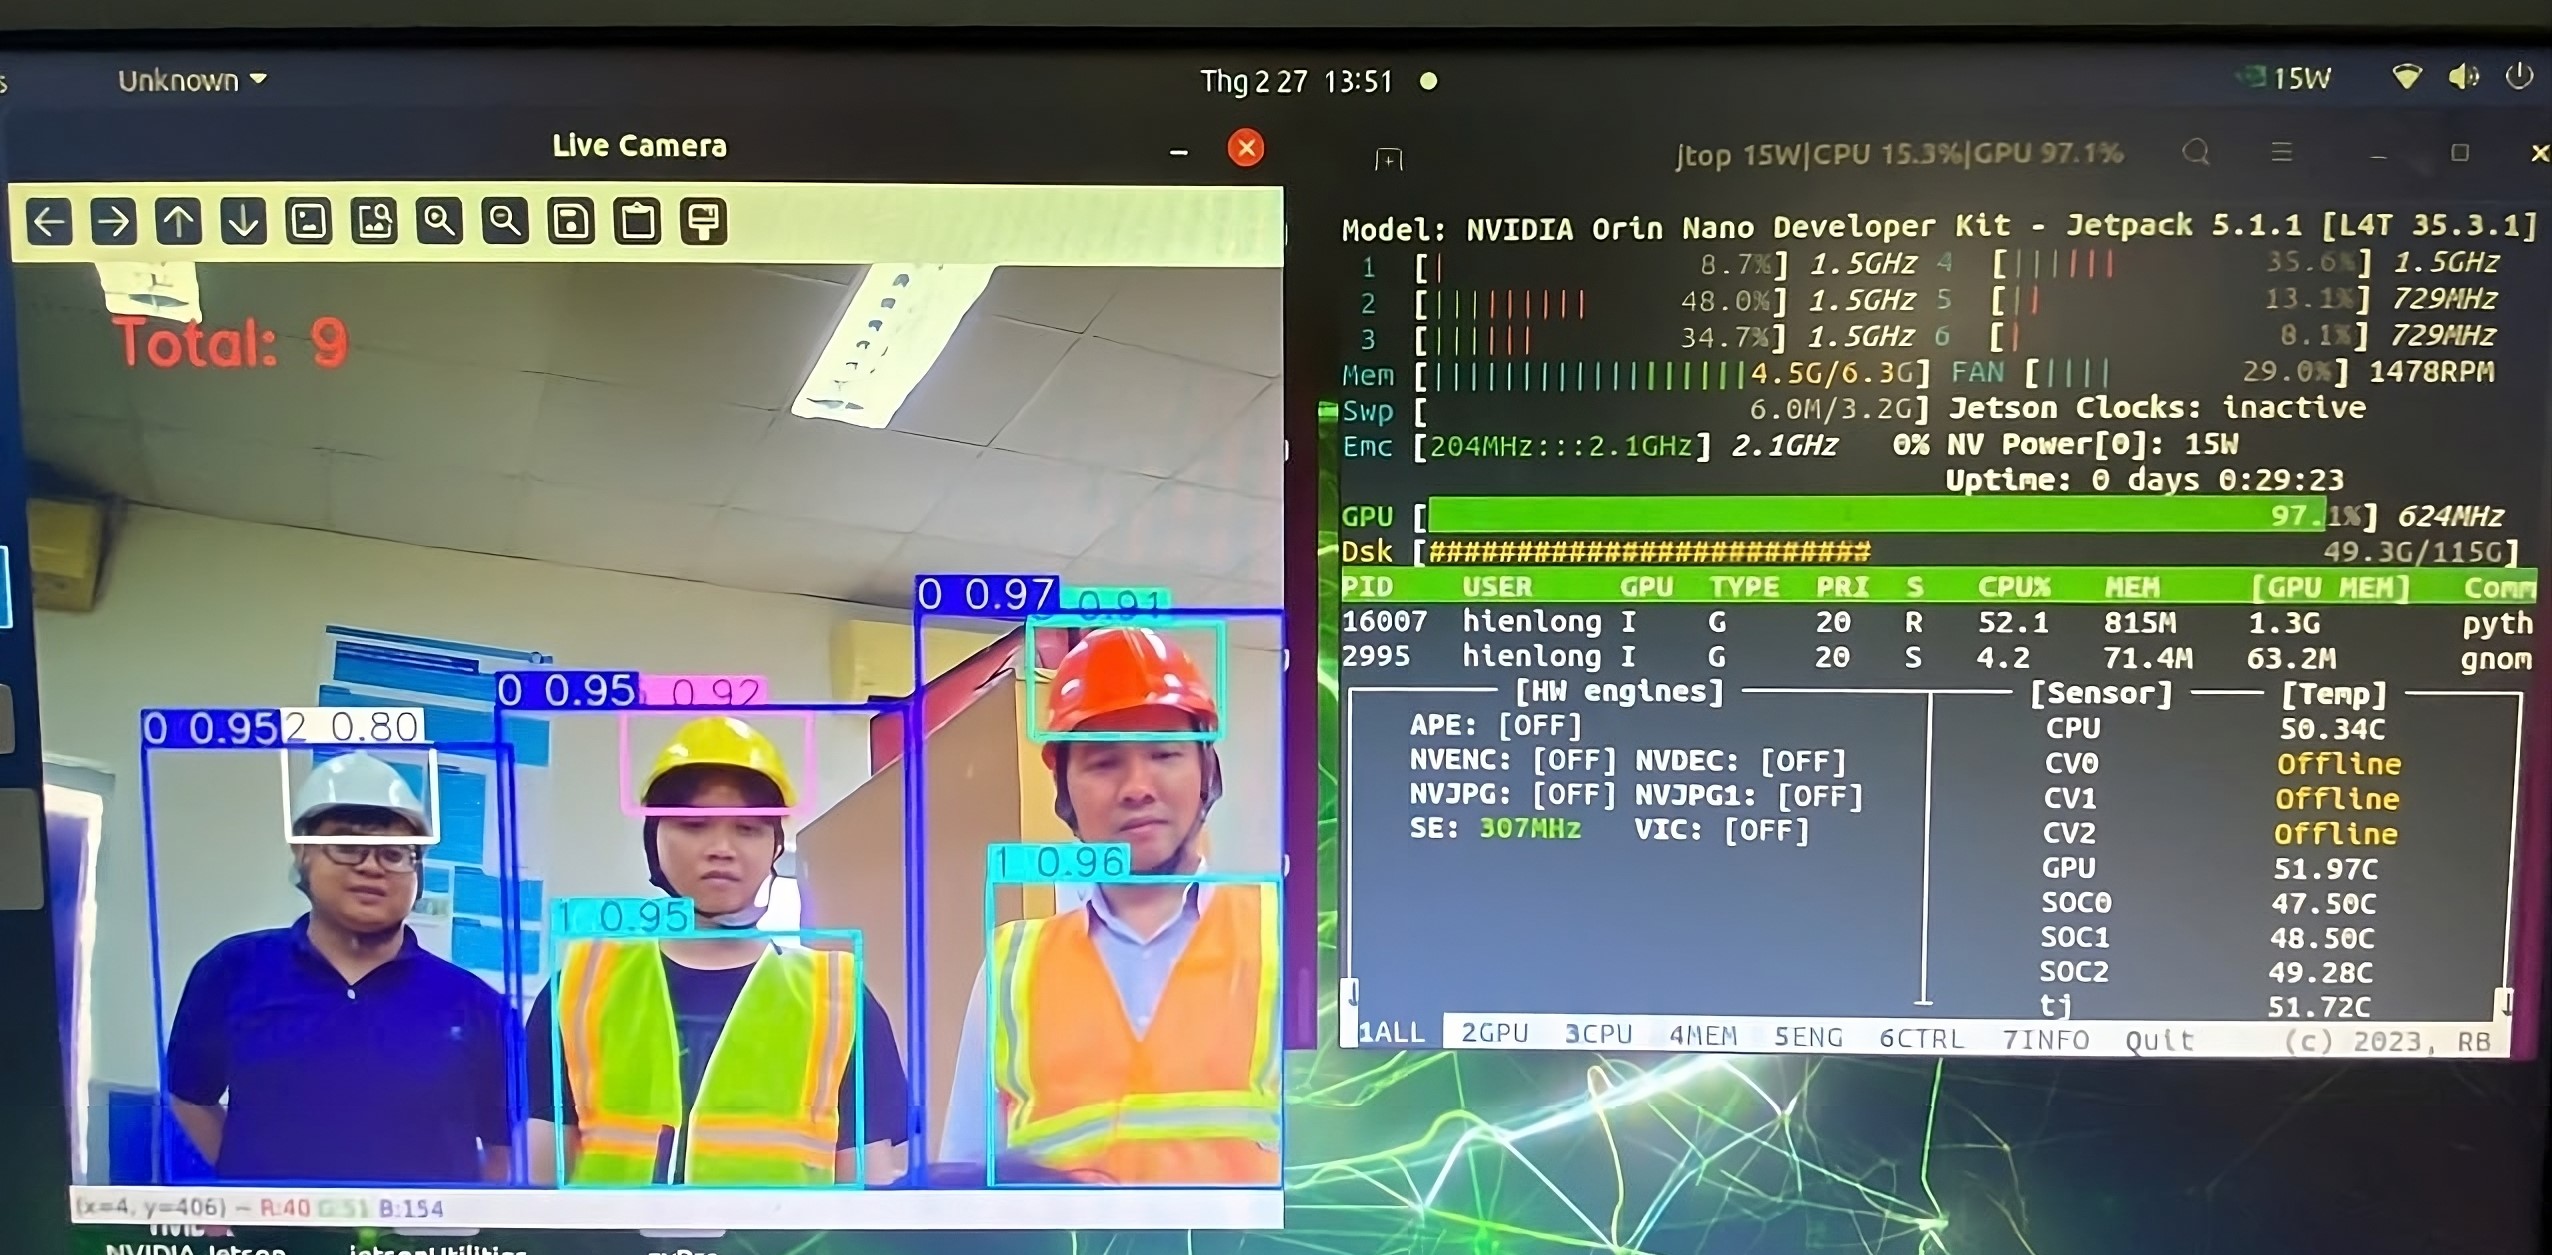 Unknown
Thg 2 27 13:51
15W
Live Camera
Total: 9
0 0.97
0.91
0 0.95
0.92
0 0.95
2 0.80
1 0.96
1 0.95
(x=4, y=406) ~ R:40 G:51 B:154
jtop 15W|CPU 15.3%|GPU 97.1%
Model: NVIDIA Orin Nano Developer Kit - Jetpack 5.1.1 [L4T 35.3.1]
1 [ 8.7%] 1.5GHz 4 [ 35.6%] 1.5GHz
2 [ 48.0%] 1.5GHz 5 [ 13.1%] 729MHz
3 [ 34.7%] 1.5GHz 6 [ 8.1%] 729MHz
Mem [ 4.5G/6.3G] FAN [ 29.0%] 1478RPM
Swp [ 6.0M/3.2G] Jetson Clocks: inactive
Emc [204MHz:::2.1GHz] 2.1GHz 0% NV Power[0]: 15W
Uptime: 0 days 0:29:23
GPU [ 97.1%] 624MHz
Dsk [######################### 49.3G/115G]
PID USER GPU TYPE PRI S CPU% MEM [GPU MEM] Comm
16007 hienlong I G 20 R 52.1 815M 1.3G pyth
2995 hienlong I G 20 S 4.2 71.4M 63.2M gnom
[HW engines] [Sensor] [Temp]
APE: [OFF] CPU 50.34C
NVENC: [OFF] NVDEC: [OFF] CV0 Offline
NVJPG: [OFF] NVJPG1: [OFF] CV1 Offline
SE: 307MHz VIC: [OFF] CV2 Offline
GPU 51.97C
SOC0 47.50C
SOC1 48.50C
SOC2 49.28C
tj 51.72C
1ALL 2GPU 3CPU 4MEM 5ENG 6CTRL 7INFO Quit (c) 2023, RB
NVIDIA Jetson